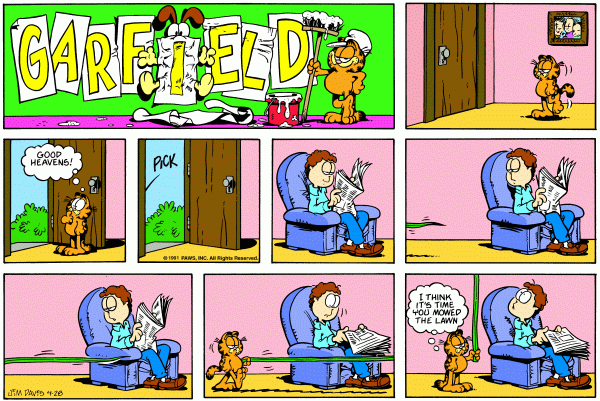 GARFIELD
GOOD
HEAVENS!
PICK
© 1991 PAWS, INC. All Rights Reserved.
JIM DAVIS 4-28
I THINK
IT'S TIME
YOU MOWED
THE LAWN